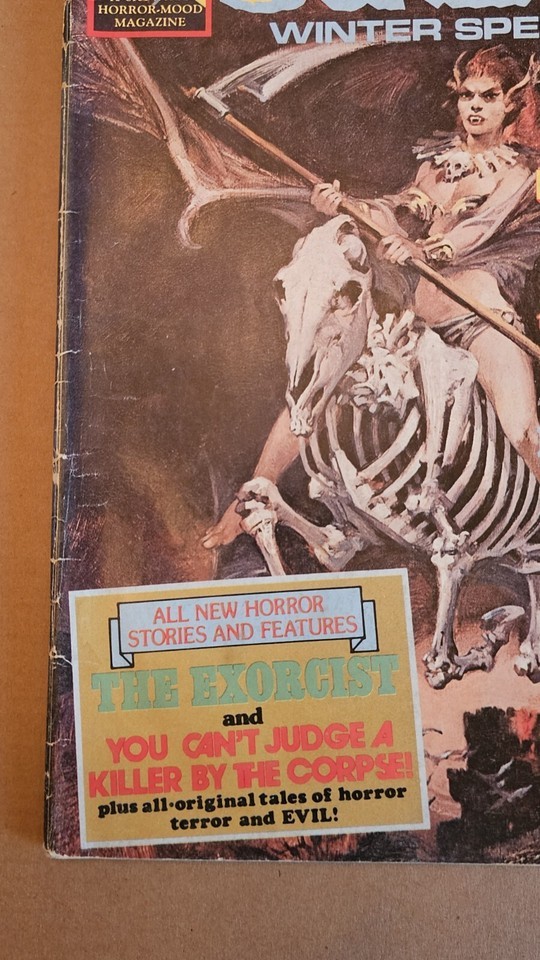 HORROR-MOOD
MAGAZINE
WINTER SPE
ALL NEW HORROR
STORIES AND FEATURES
THE EXORCIST
and
YOU CAN'T JUDGE A
KILLER BY THE CORPSE!
plus all-original tales of horror
terror and EVIL!